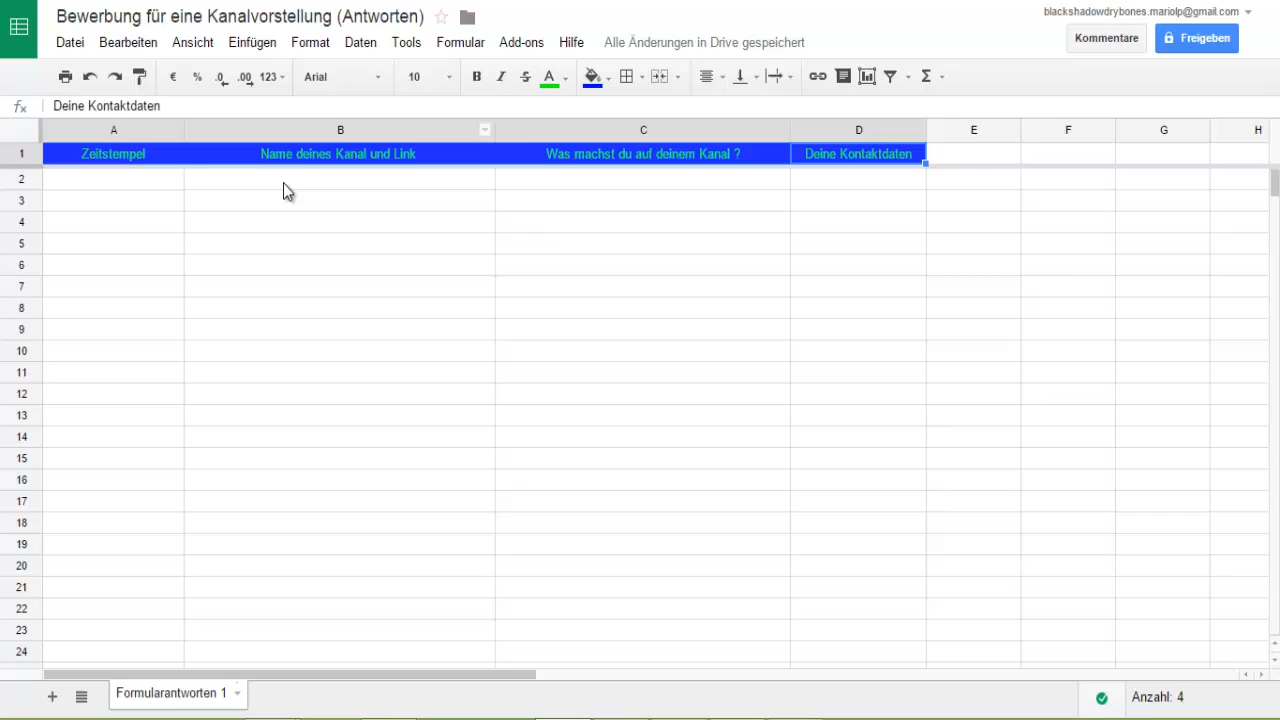 Bewerbung für eine Kanalvorstellung (Antworten)
blackshadowdrybones.mariolp@gmail.com
Datei Bearbeiten Ansicht Einfügen Format Daten Tools Formular Add-ons Hilfe Alle Änderungen in Drive gespeichert
Kommentare Freigeben
€ % .0 .00 123 Arial 10 B I S A Σ
fx Deine Kontaktdaten
A B C D E F G H
1 Zeitstempel Name deines Kanal und Link Was machst du auf deinem Kanal ? Deine Kontaktdaten
2
3
4
5
6
7
8
9
10
11
12
13
14
15
16
17
18
19
20
21
22
23
24
+ Formularantworten 1 Anzahl: 4